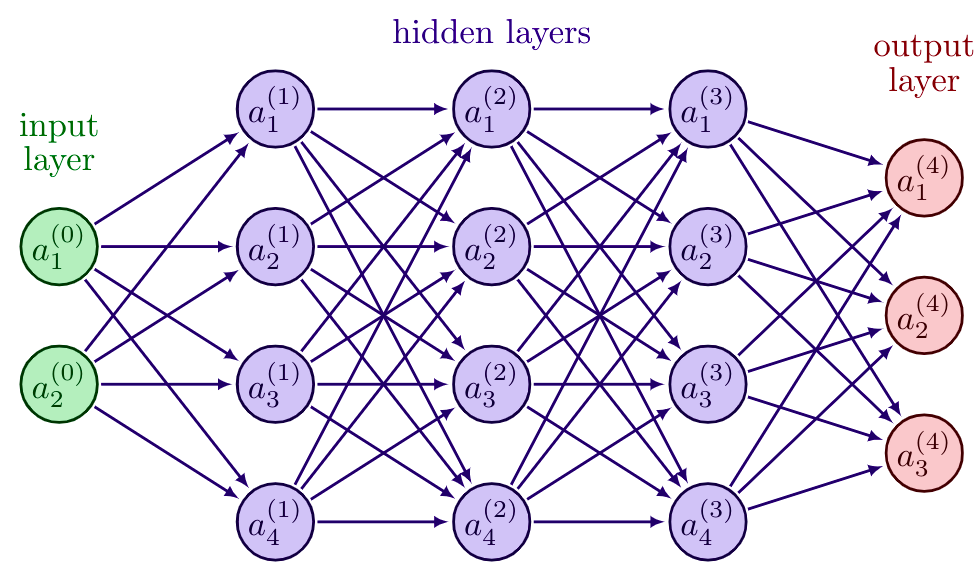 hidden layers
output
layer
input
layer
a_1^{(0)}
a_2^{(0)}
a_1^{(1)}
a_2^{(1)}
a_3^{(1)}
a_4^{(1)}
a_1^{(2)}
a_2^{(2)}
a_3^{(2)}
a_4^{(2)}
a_1^{(3)}
a_2^{(3)}
a_3^{(3)}
a_4^{(3)}
a_1^{(4)}
a_2^{(4)}
a_3^{(4)}